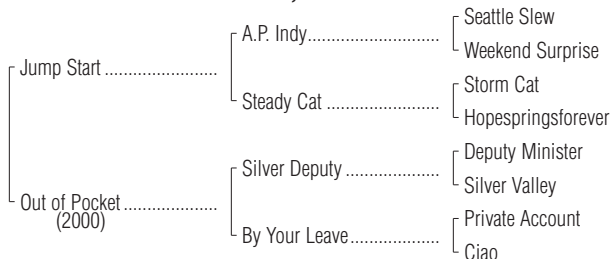 Seattle Slew
A.P. Indy
Weekend Surprise
Jump Start
Storm Cat
Steady Cat
Hopespringsforever
Deputy Minister
Silver Deputy
Silver Valley
Out of Pocket
(2000)
Private Account
By Your Leave
Ciao